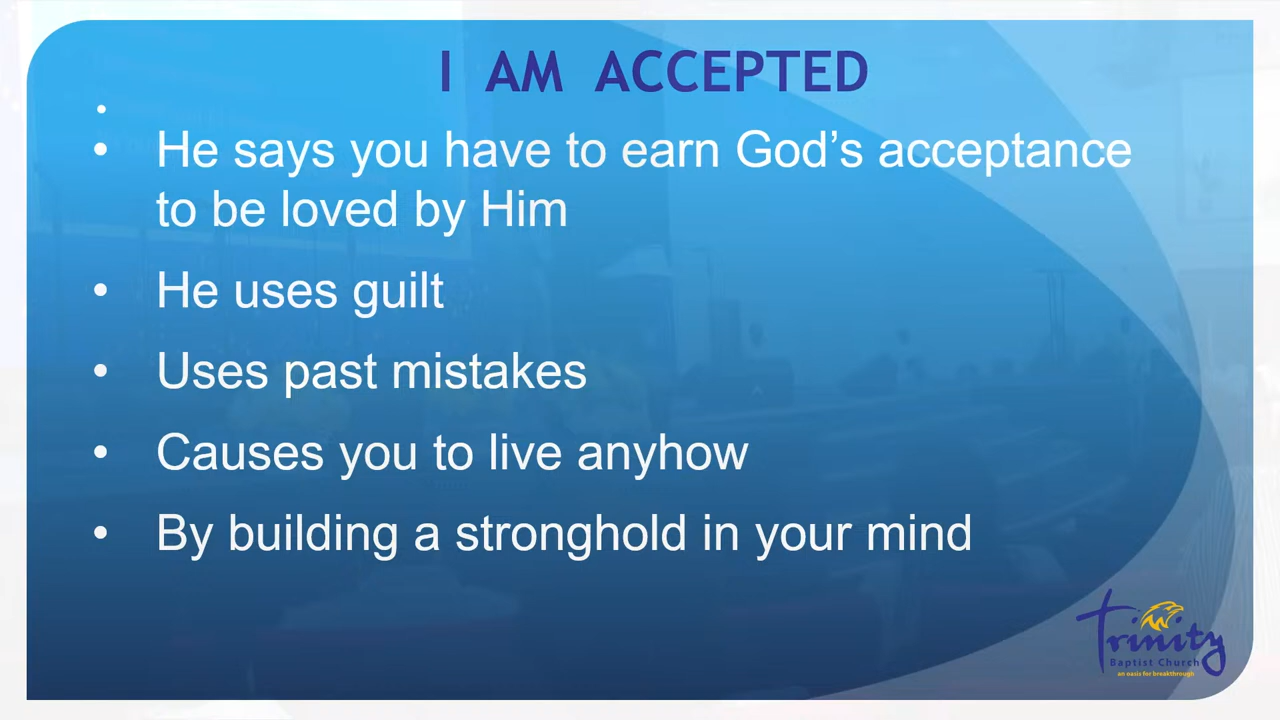 I AM ACCEPTED
•
• He says you have to earn God’s acceptance
to be loved by Him
• He uses guilt
• Uses past mistakes
• Causes you to live anyhow
• By building a stronghold in your mind
Trinity
Baptist Church
an oasis for breakthrough